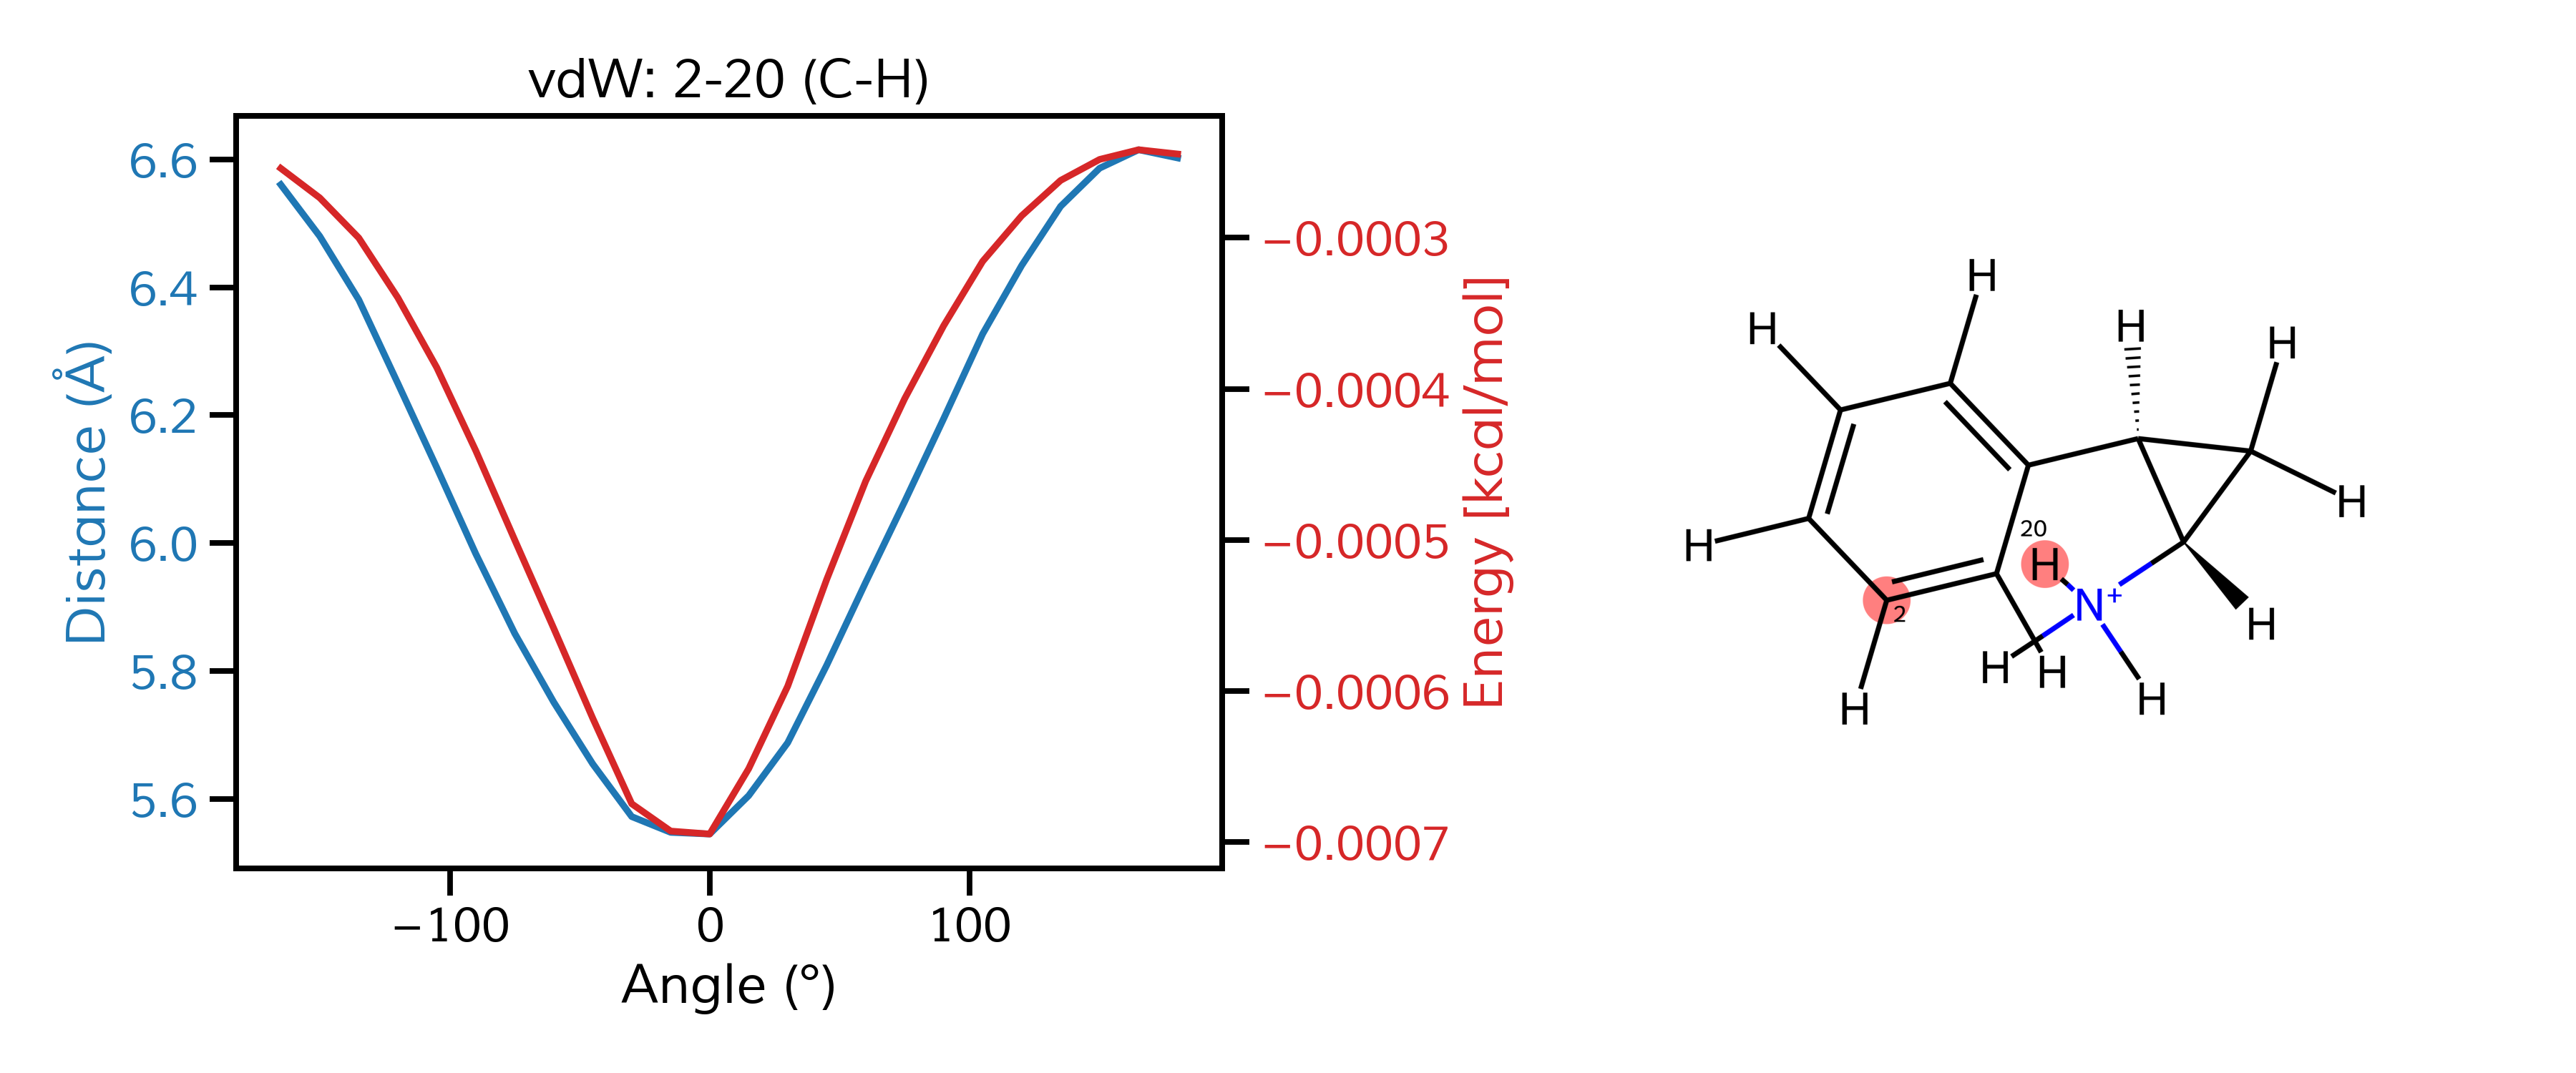 vdW: 2-20 (C-H)
Distance (Å)
6.6
6.4
6.2
6.0
5.8
5.6
−100
0
100
Angle (°)
−0.0003
−0.0004
−0.0005
−0.0006
−0.0007
Energy [kcal/mol]
H
H
H
H
H
H
20
H
2
N+
H
H
H
H
H